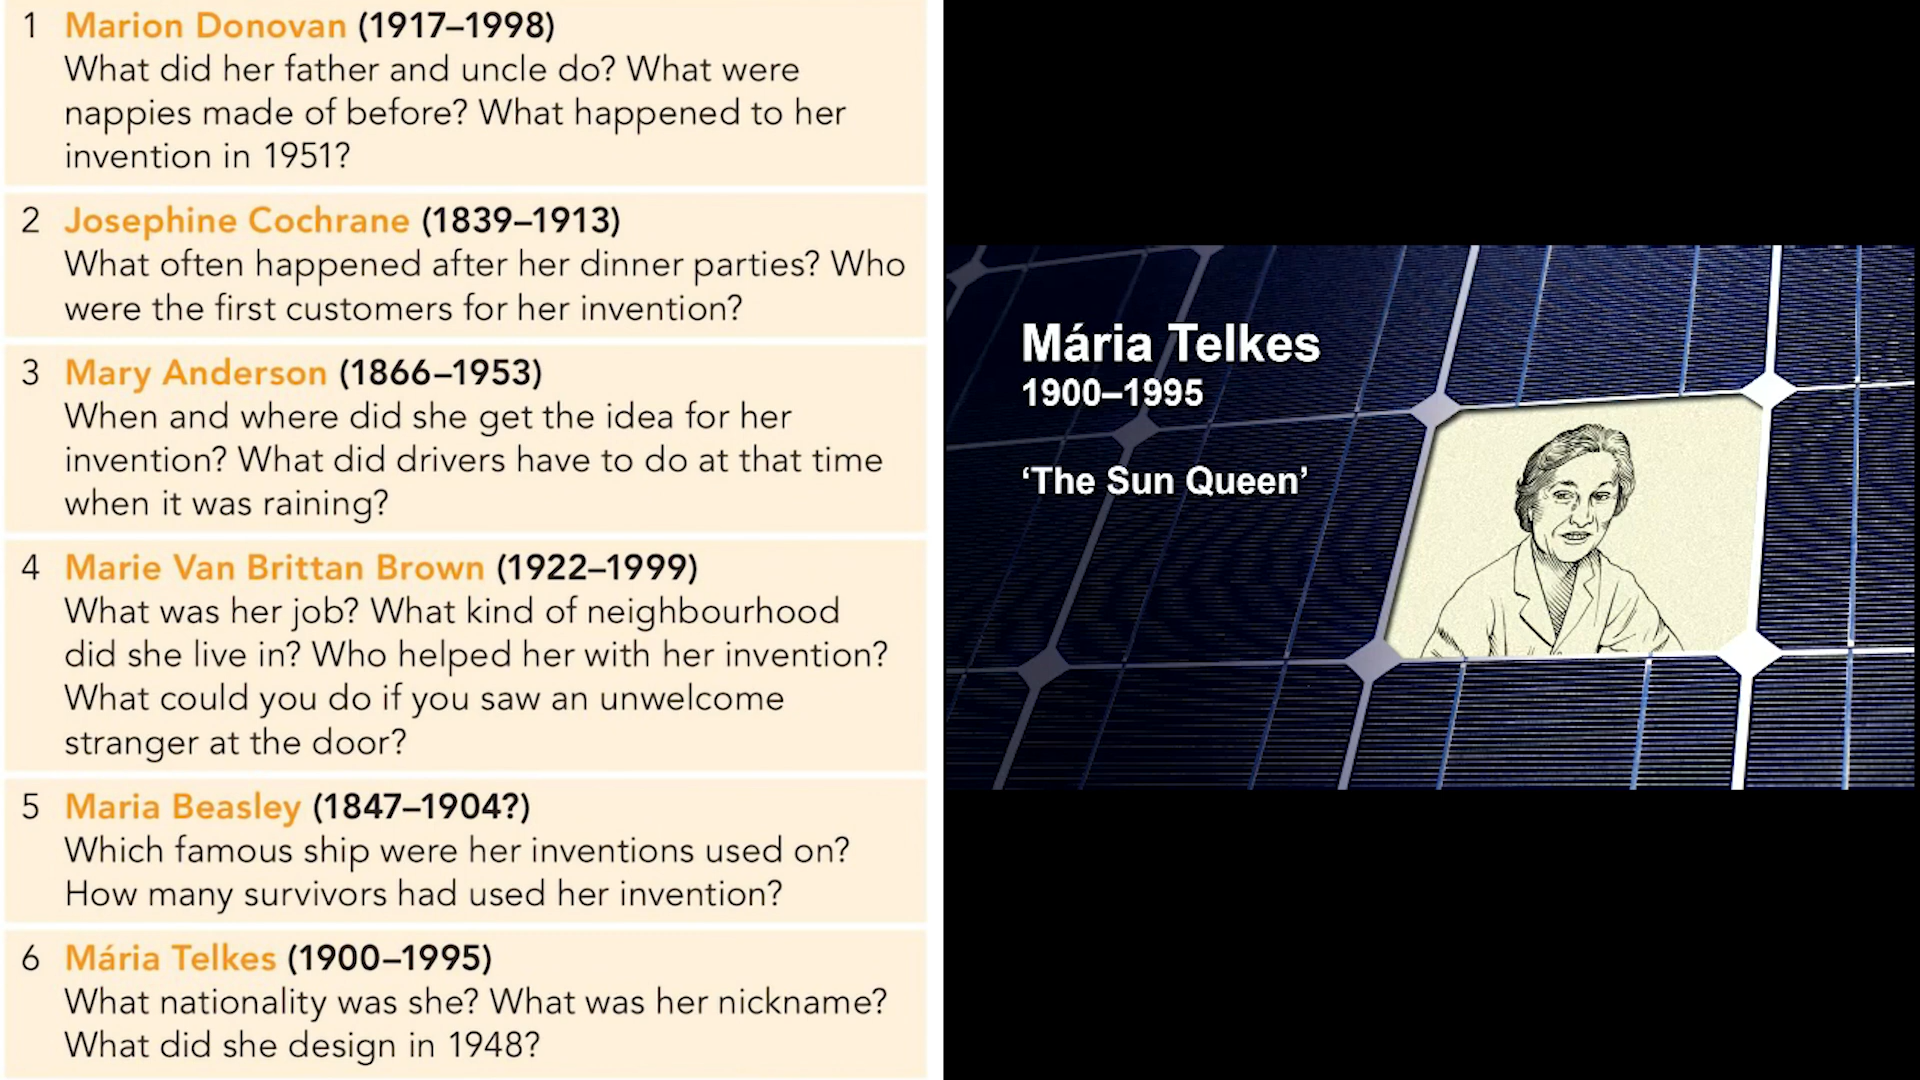 1 Marion Donovan (1917–1998)
What did her father and uncle do? What were
nappies made of before? What happened to her
invention in 1951?
2 Josephine Cochrane (1839–1913)
What often happened after her dinner parties? Who
were the first customers for her invention?
3 Mary Anderson (1866–1953)
When and where did she get the idea for her
invention? What did drivers have to do at that time
when it was raining?
4 Marie Van Brittan Brown (1922–1999)
What was her job? What kind of neighbourhood
did she live in? Who helped her with her invention?
What could you do if you saw an unwelcome
stranger at the door?
5 Maria Beasley (1847–1904?)
Which famous ship were her inventions used on?
How many survivors had used her invention?
6 Mária Telkes (1900–1995)
What nationality was she? What was her nickname?
What did she design in 1948?
Mária Telkes
1900–1995
‘The Sun Queen’